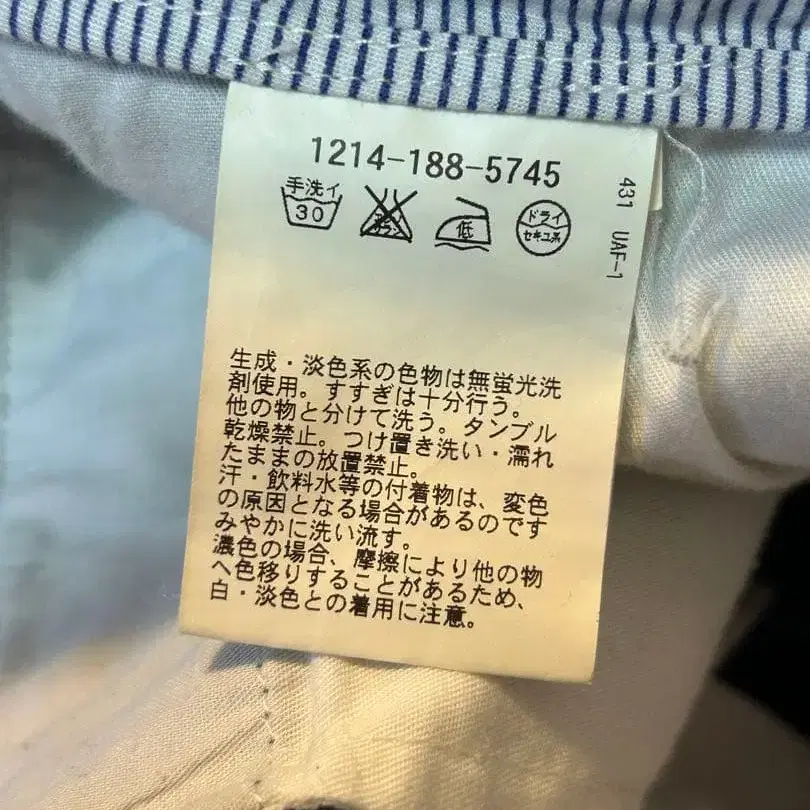 1214-188-5745
手洗イ
30
エンソサラシ
低
ドライ
セキユ系
431 UAF-1
生成・淡色系の色物は無蛍光洗
剤使用。すすぎは十分行う。
他の物と分けて洗う。タンブル
乾燥禁止。つけ置き洗い・濡れ
たままの放置禁止。
汗・飲料水等の付着物は、変色
の原因となる場合があるのです
みやかに洗い流す。
濃色の場合、摩擦により他の物
へ色移りすることがあるため、
白・淡色との着用に注意。